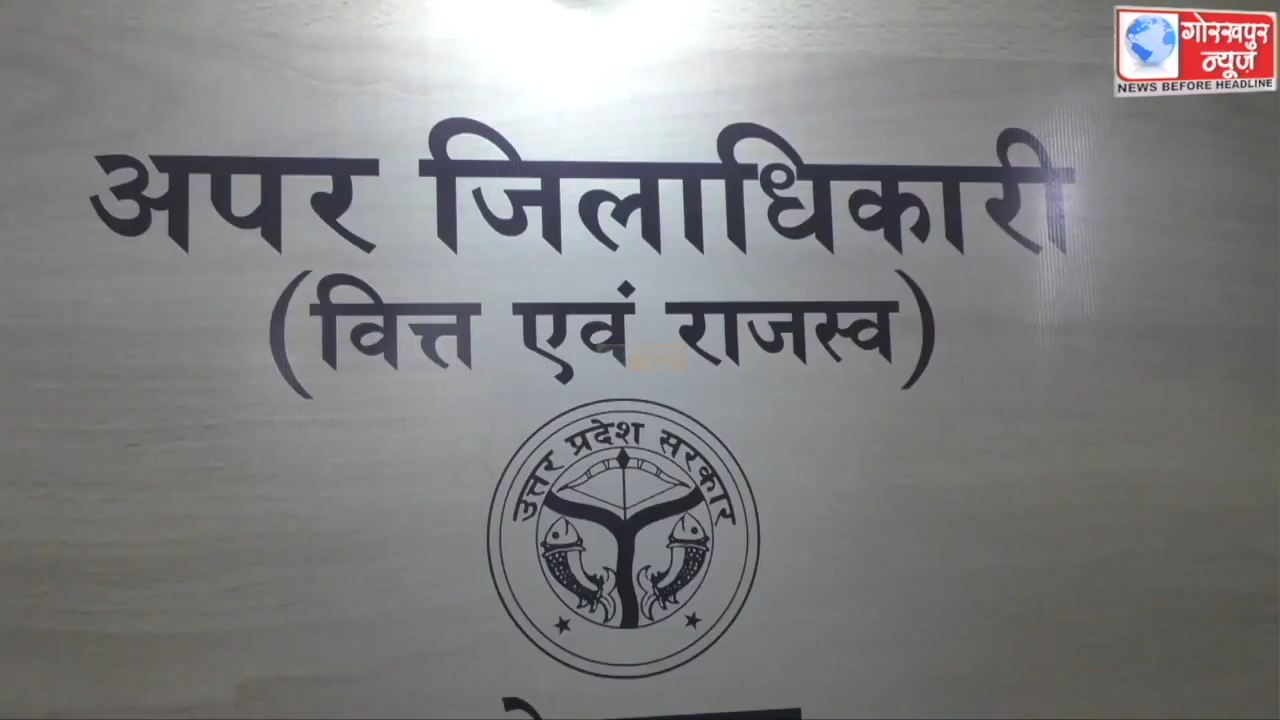 गोरखपुर
न्यूज़
NEWS BEFORE HEADLINE
अपर जिलाधिकारी
(वित्त एवं राजस्व)
उत्तर प्रदेश सरकार